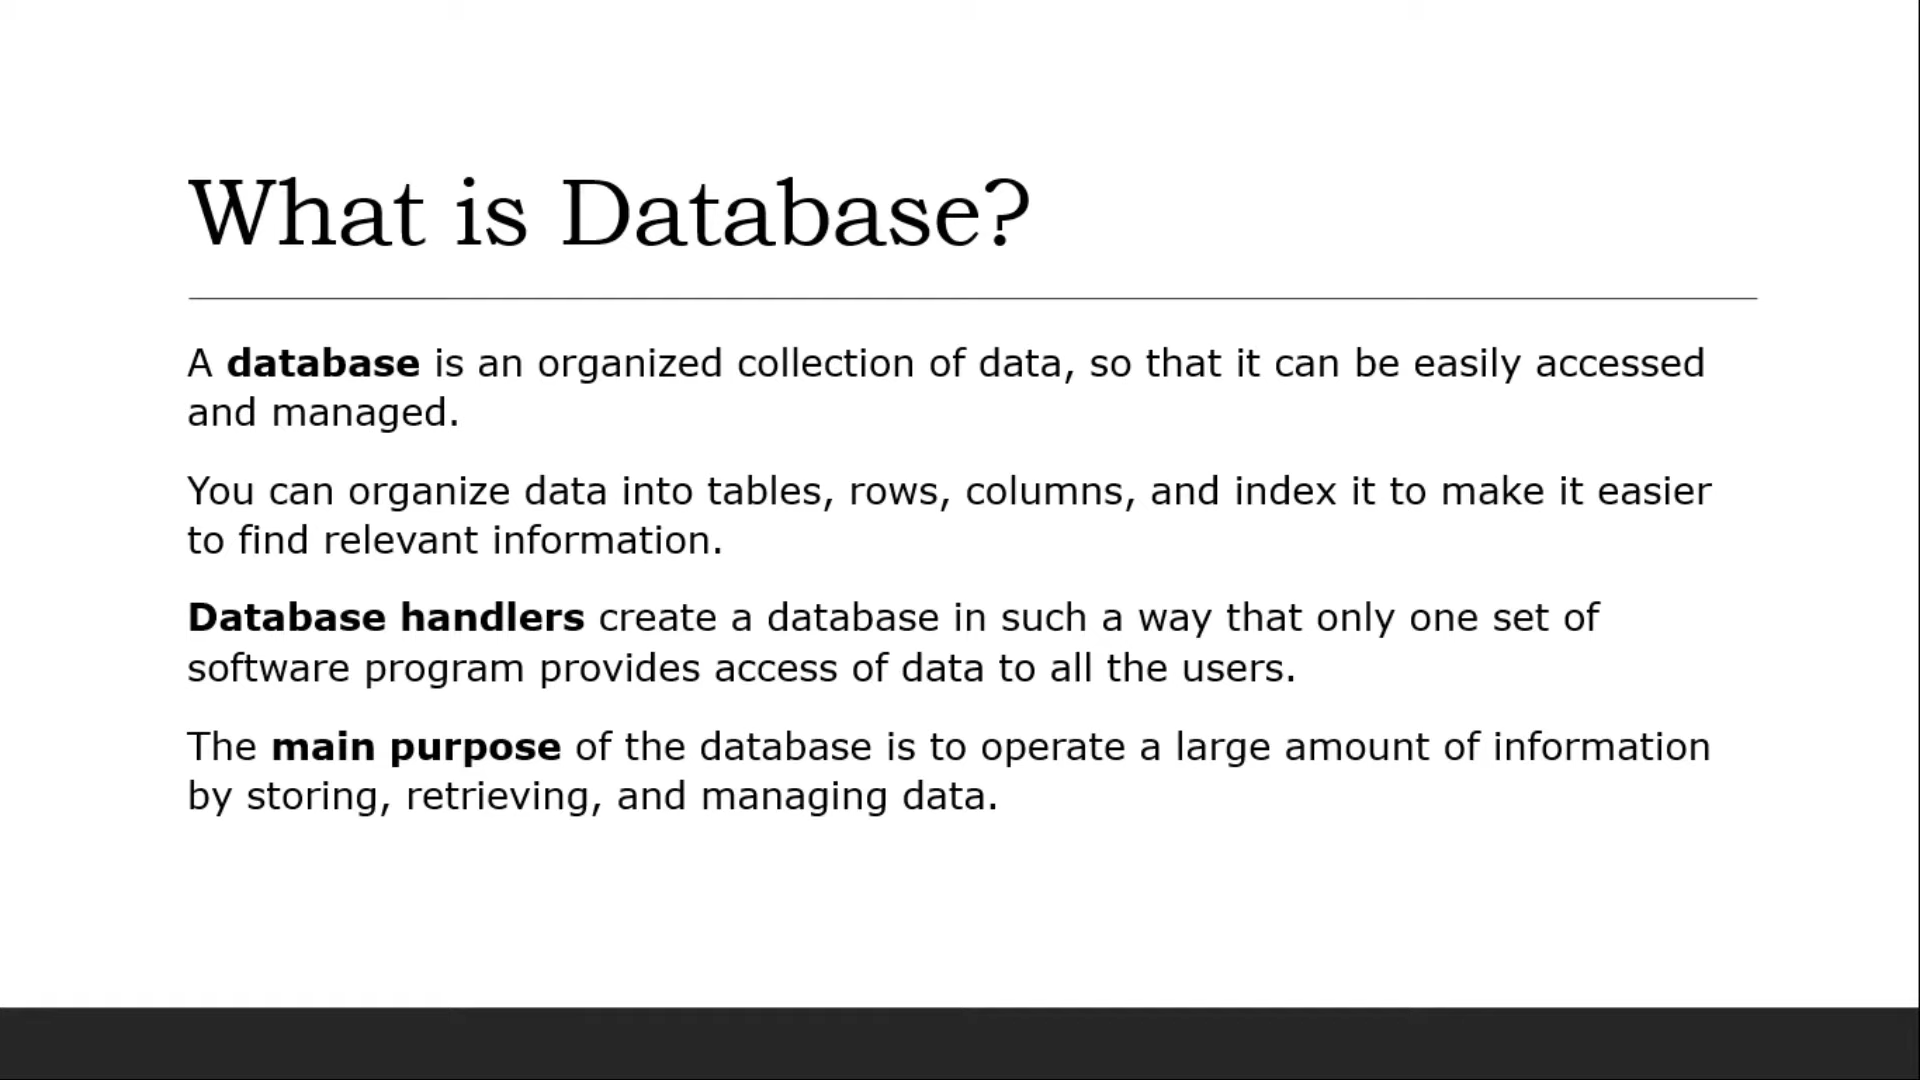 What is Database?
A database is an organized collection of data, so that it can be easily accessed
and managed.
You can organize data into tables, rows, columns, and index it to make it easier
to find relevant information.
Database handlers create a database in such a way that only one set of
software program provides access of data to all the users.
The main purpose of the database is to operate a large amount of information
by storing, retrieving, and managing data.